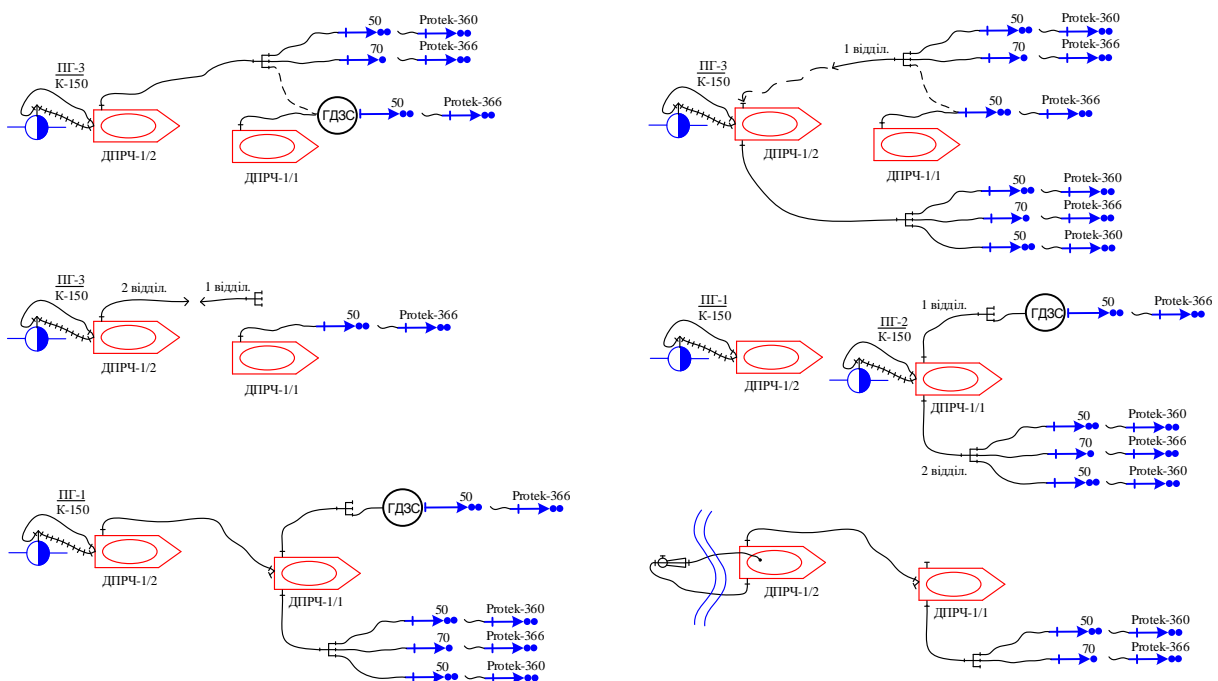 50
Protek-360
70
Protek-366
ПГ-3
К-150
ГДЗС
50
Protek-366
ДПРЧ-1/2
ДПРЧ-1/1
50
Protek-360
1 відділ.
70
Protek-366
ПГ-3
К-150
50
Protek-366
ДПРЧ-1/2
ДПРЧ-1/1
50
Protek-360
70
Protek-366
50
Protek-360
ПГ-3
К-150
2 відділ.
1 відділ.
50
Protek-366
ДПРЧ-1/2
ДПРЧ-1/1
ПГ-1
К-150
ПГ-2
К-150
1 відділ.
ГДЗС
50
Protek-366
ДПРЧ-1/2
ДПРЧ-1/1
50
Protek-360
70
Protek-366
2 відділ.
50
Protek-360
ПГ-1
К-150
ГДЗС
50
Protek-366
ДПРЧ-1/2
ДПРЧ-1/1
50
Protek-360
70
Protek-366
50
Protek-360
ДПРЧ-1/2
ДПРЧ-1/1
50
Protek-360
70
Protek-366